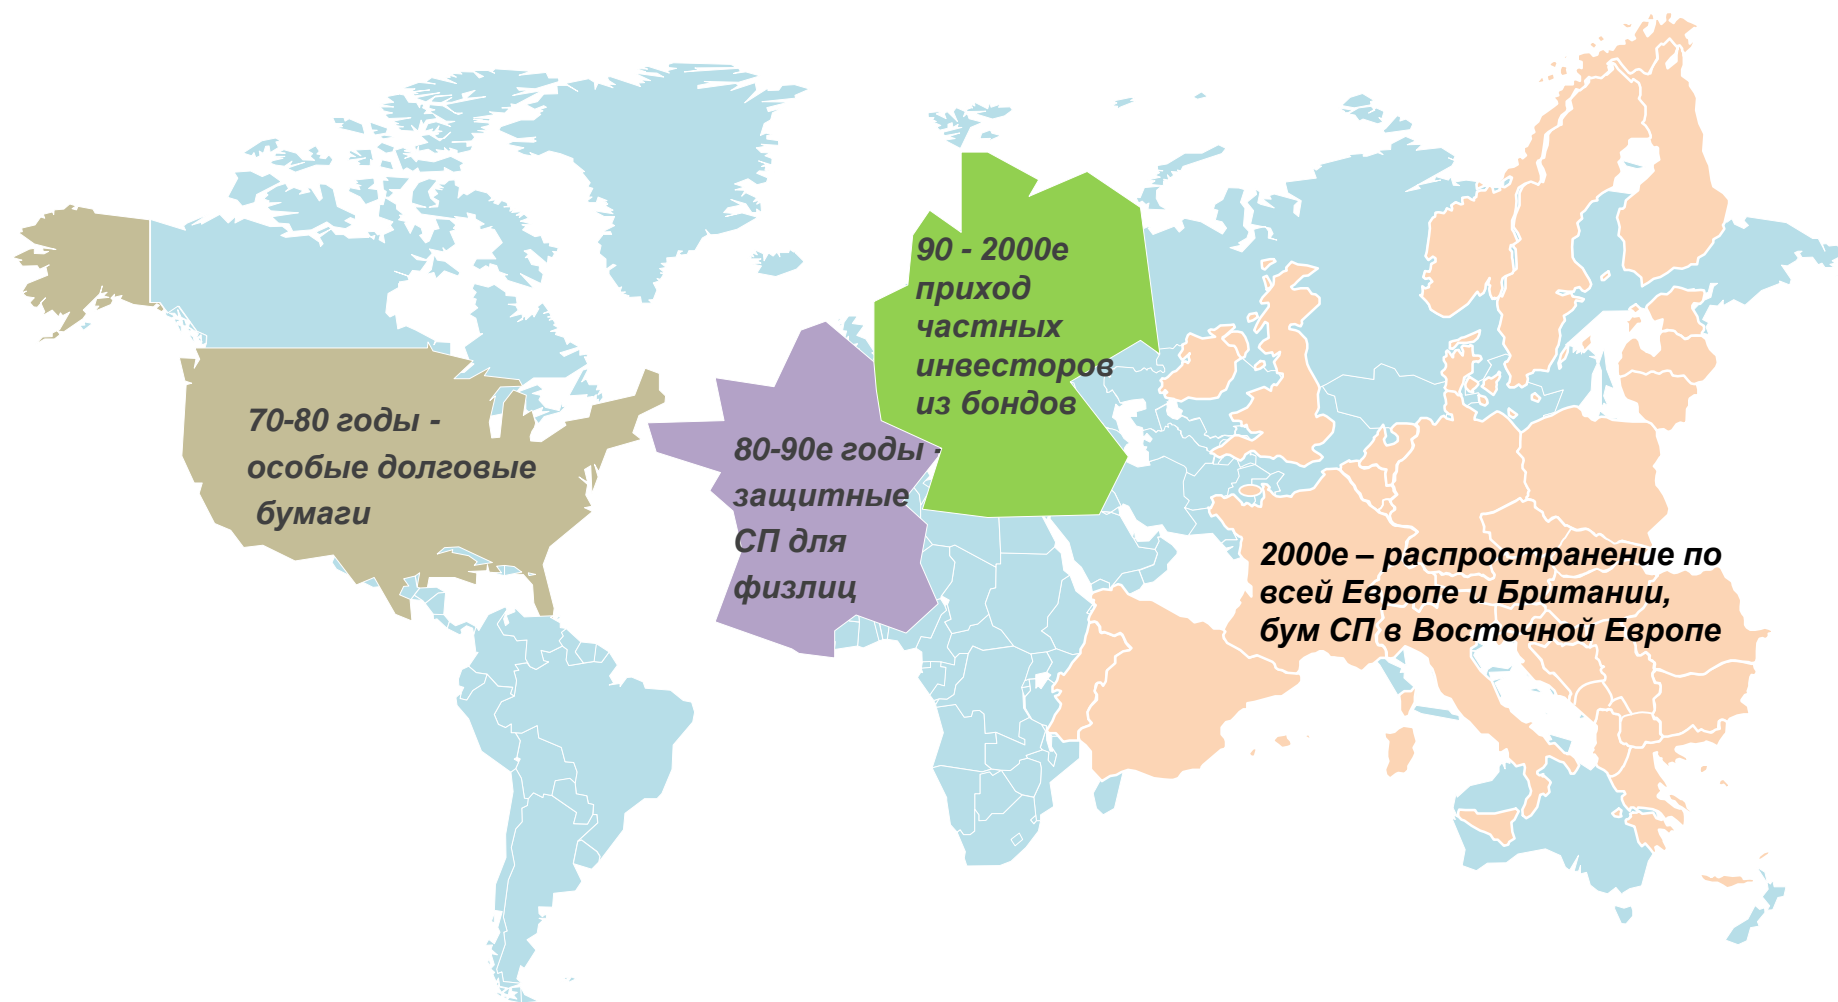 70-80 годы -
особые долговые
бумаги
80-90е годы -
защитные
СП для
физлиц
90 - 2000е
приход
частных
инвесторов
из бондов
2000е – распространение по
всей Европе и Британии,
бум СП в Восточной Европе